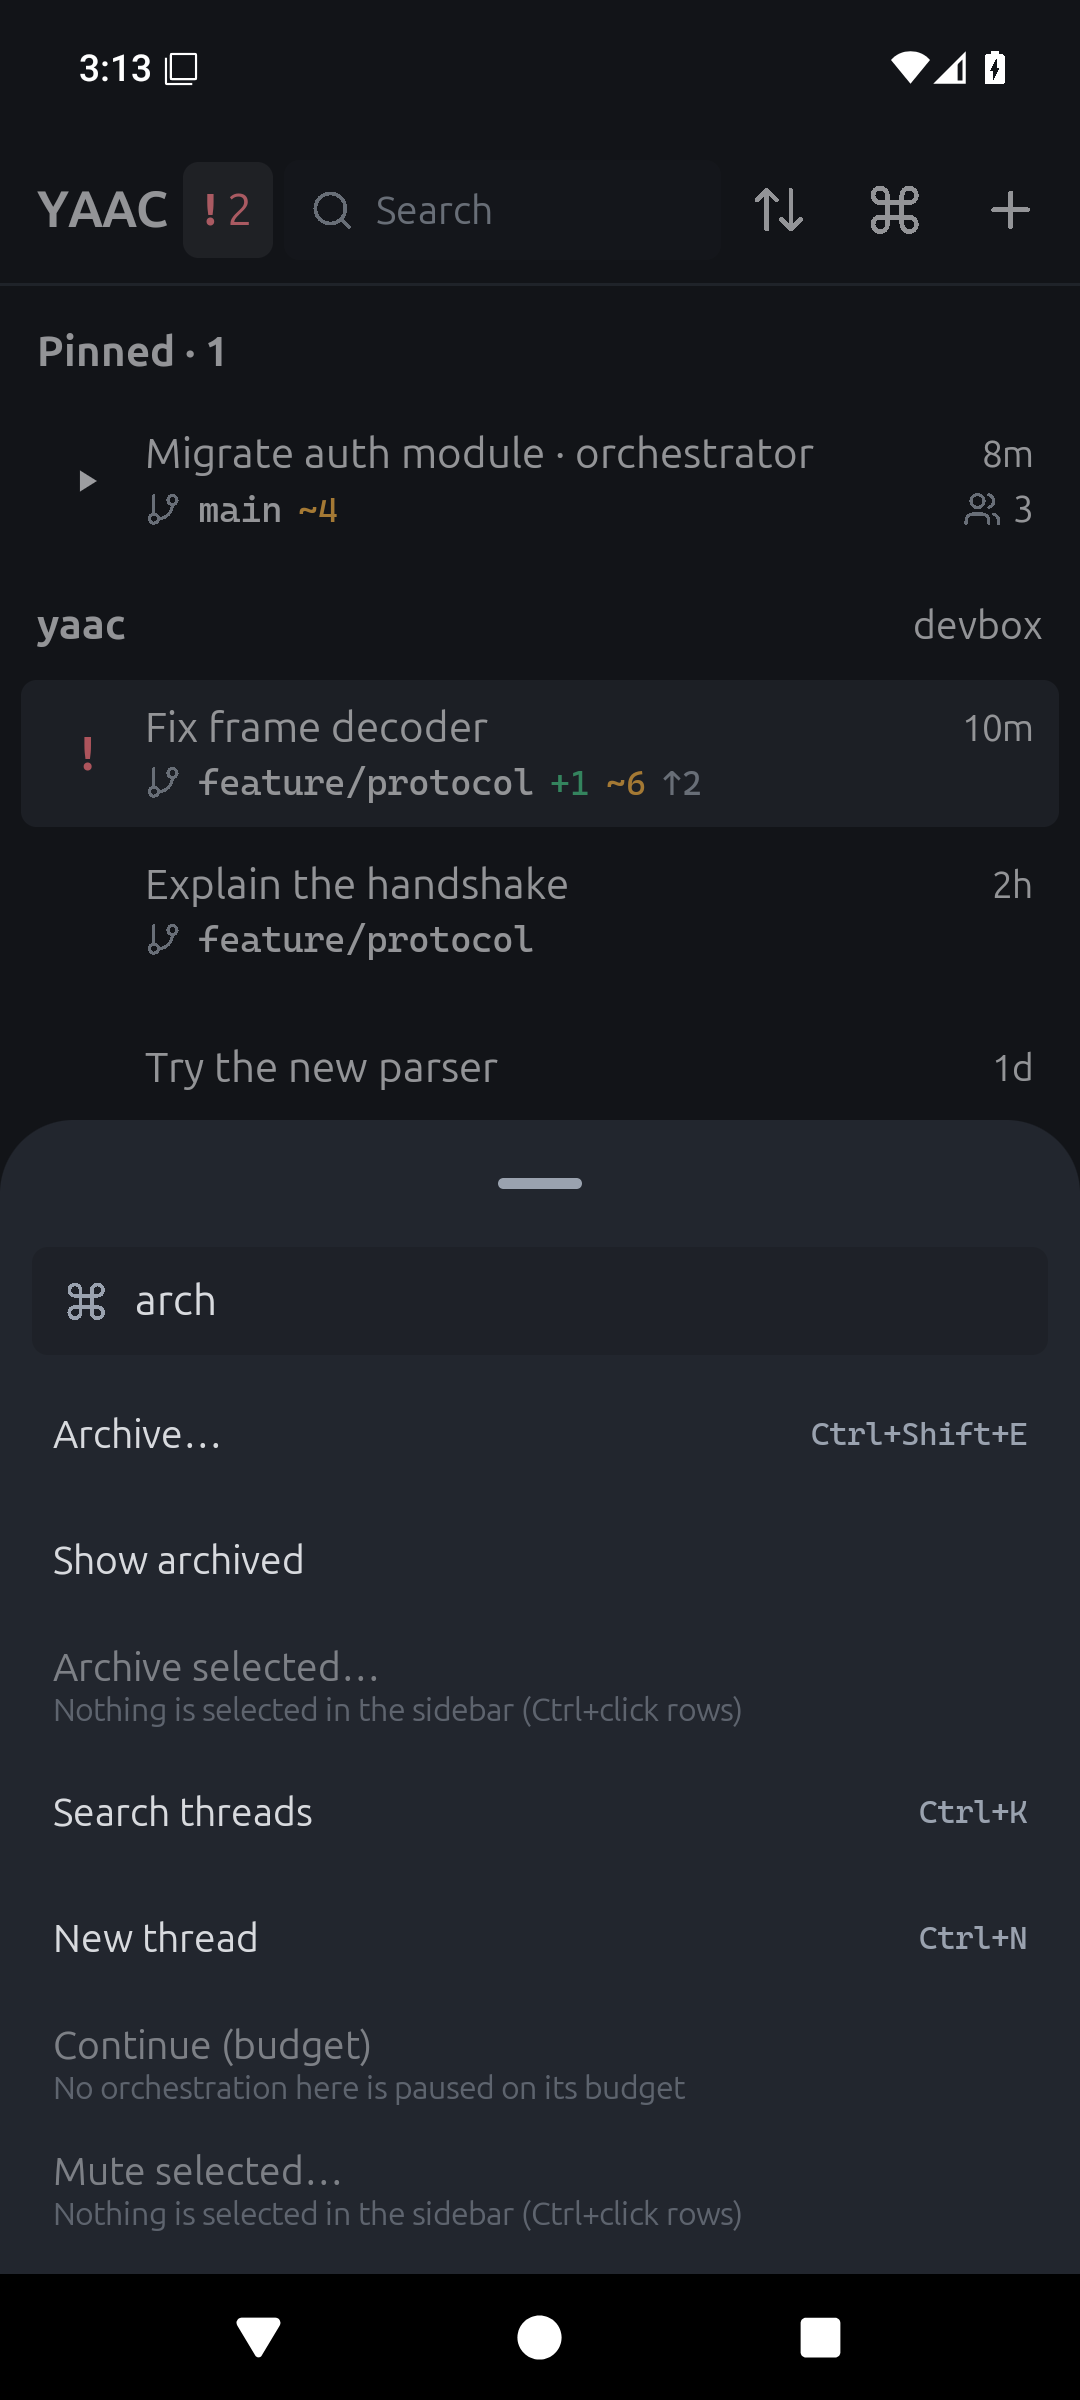 3:13
YAAC ! 2 Search
Pinned · 1
Migrate auth module · orchestrator 8m
main ~4 3
yaac devbox
! Fix frame decoder 10m
feature/protocol +1 ~6 ↑2
Explain the handshake 2h
feature/protocol
Try the new parser 1d
arch
Archive… Ctrl+Shift+E
Show archived
Archive selected…
Nothing is selected in the sidebar (Ctrl+click rows)
Search threads Ctrl+K
New thread Ctrl+N
Continue (budget)
No orchestration here is paused on its budget
Mute selected…
Nothing is selected in the sidebar (Ctrl+click rows)